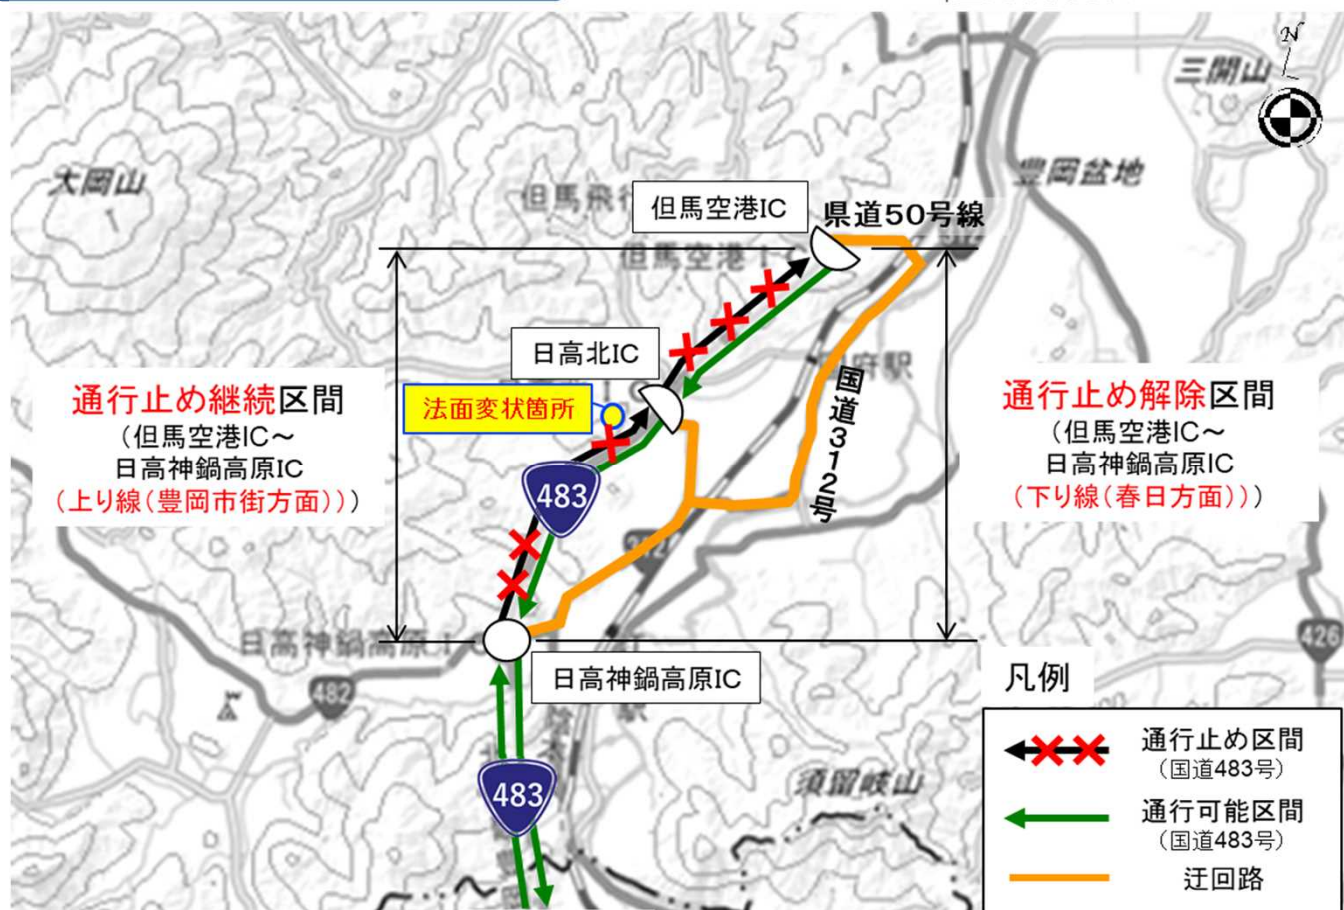 N
三開山
大岡山
豊岡盆地
但馬飛行
但馬空港IC
県道50号線
但馬空港I
日高北IC
府駅
国道312号
通行止め継続区間
(但馬空港IC～
日高神鍋高原IC
(上り線(豊岡市街方面)))
法面変状箇所
通行止め解除区間
(但馬空港IC～
日高神鍋高原IC
(下り線(春日方面)))
483
312
日高神鍋高原I
日高神鍋高原IC
482
426
駅
483
須留岐山
凡例
通行止め区間
(国道483号)
通行可能区間
(国道483号)
迂回路